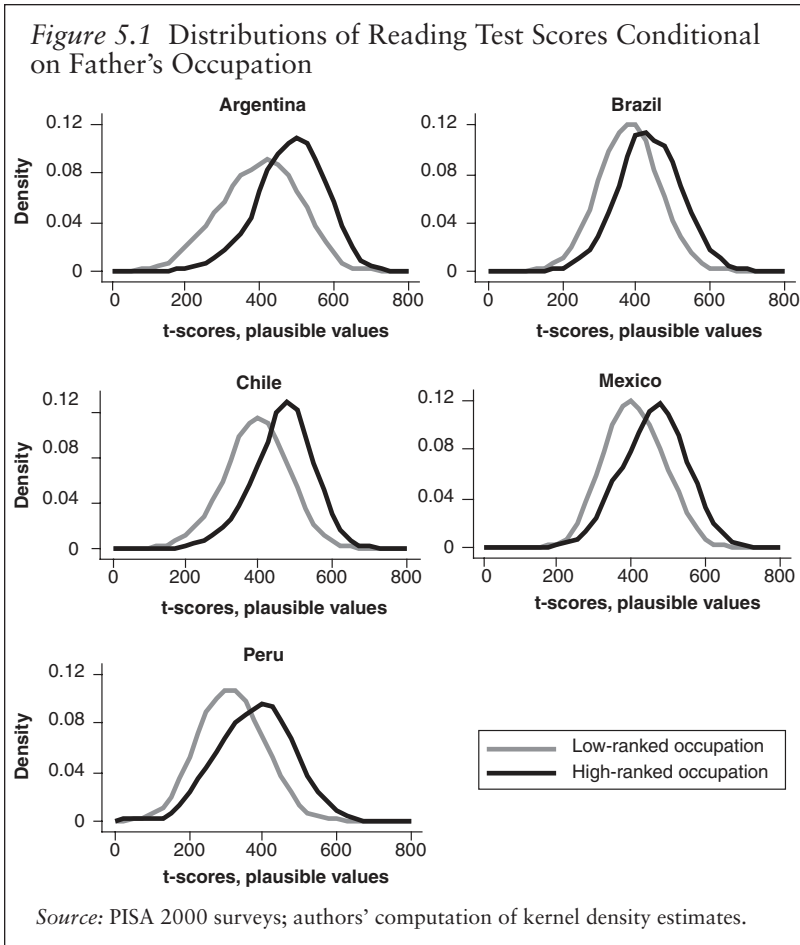 Figure 5.1 Distributions of Reading Test Scores Conditional
on Father's Occupation
Argentina
Density
0.12
0.08
0.04
0
0 200 400 600 800
t-scores, plausible values
Brazil
0.12
0.08
0.04
0
0 200 400 600 800
t-scores, plausible values
Chile
Density
0.12
0.08
0.04
0
0 200 400 600 800
t-scores, plausible values
Mexico
0.12
0.08
0.04
0
0 200 400 600 800
t-scores, plausible values
Peru
Density
0.12
0.08
0.04
0
0 200 400 600 800
t-scores, plausible values
Low-ranked occupation
High-ranked occupation
Source: PISA 2000 surveys; authors' computation of kernel density estimates.